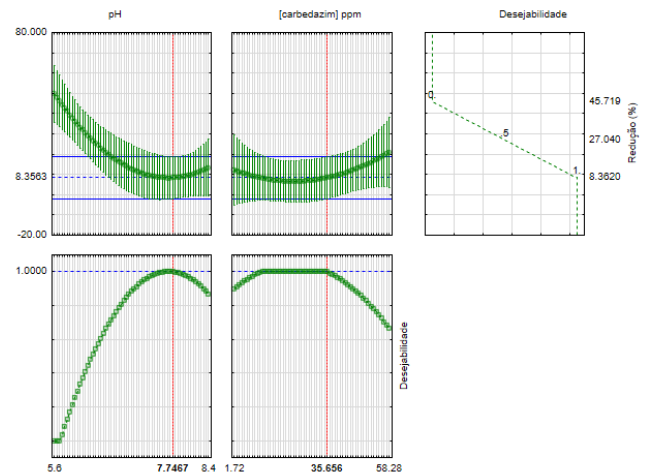 pH [carbedazim] ppm Desejabilidade
80.000
0.
45.719
.5
27.040
8.3563
1.
8.3620
Redução (%)
-20.00
1.0000
Desejabilidade
5.6 7.7467 8.4 1.72 35.656 58.28